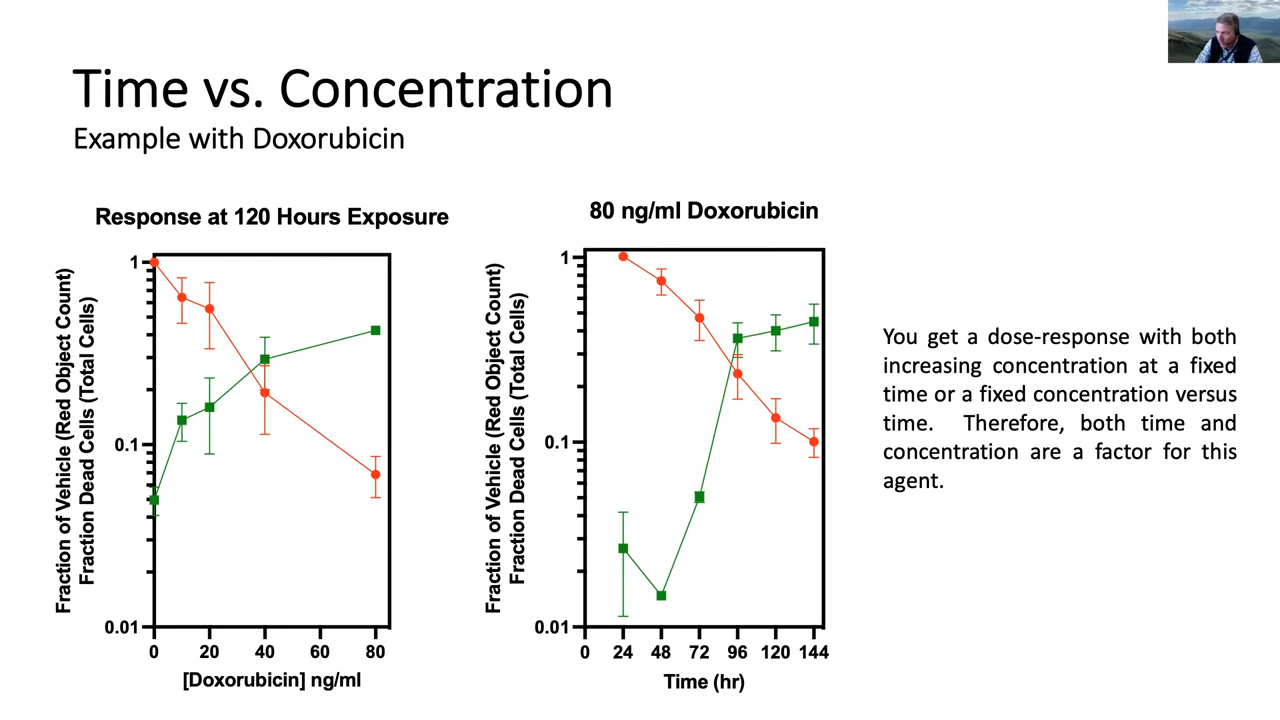 Time vs. Concentration
Example with Doxorubicin
Response at 120 Hours Exposure
Fraction of Vehicle (Red Object Count)
Fraction Dead Cells (Total Cells)
1
0.1
0.01
0 20 40 60 80
[Doxorubicin] ng/ml
80 ng/ml Doxorubicin
Fraction of Vehicle (Red Object Count)
Fraction Dead Cells (Total Cells)
1
0.1
0.01
0 24 48 72 96 120 144
Time (hr)
You get a dose-response with both
increasing concentration at a fixed
time or a fixed concentration versus
time. Therefore, both time and
concentration are a factor for this
agent.